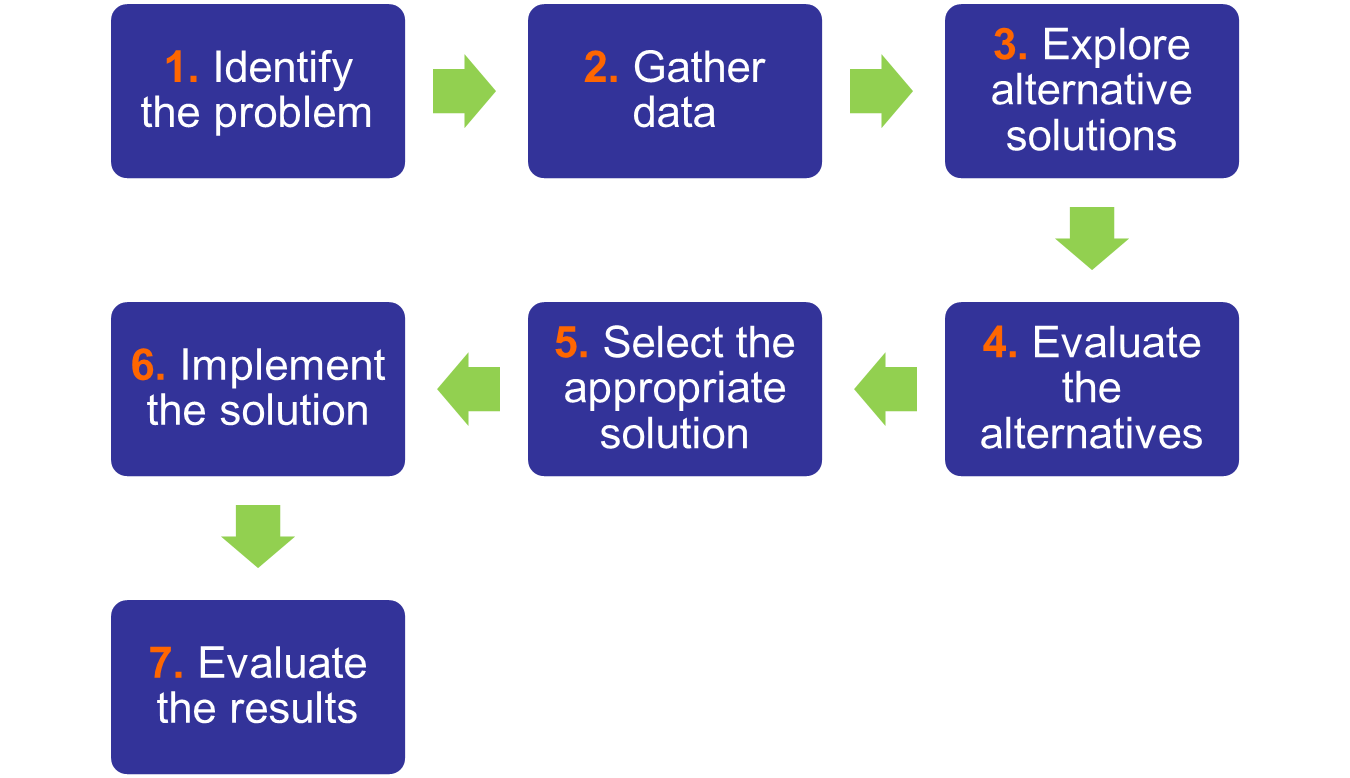 1. Identify
the problem
2. Gather
data
3. Explore
alternative
solutions
4. Evaluate
the
alternatives
5. Select the
appropriate
solution
6. Implement
the solution
7. Evaluate
the results